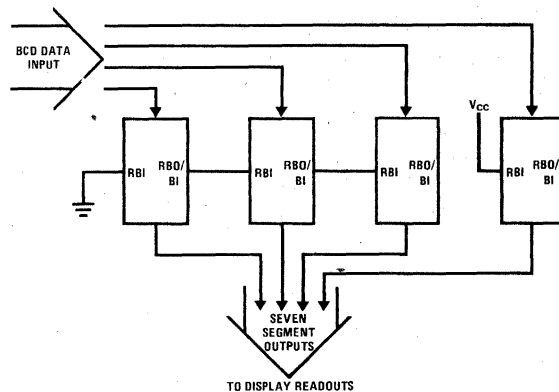 BCD DATA
INPUT
VCC
RBI
RBO/
BI
RBI
RBO/
BI
RBI
RBO/
BI
RBI
RBO/
BI
SEVEN
SEGMENT
OUTPUTS
TO DISPLAY READOUTS